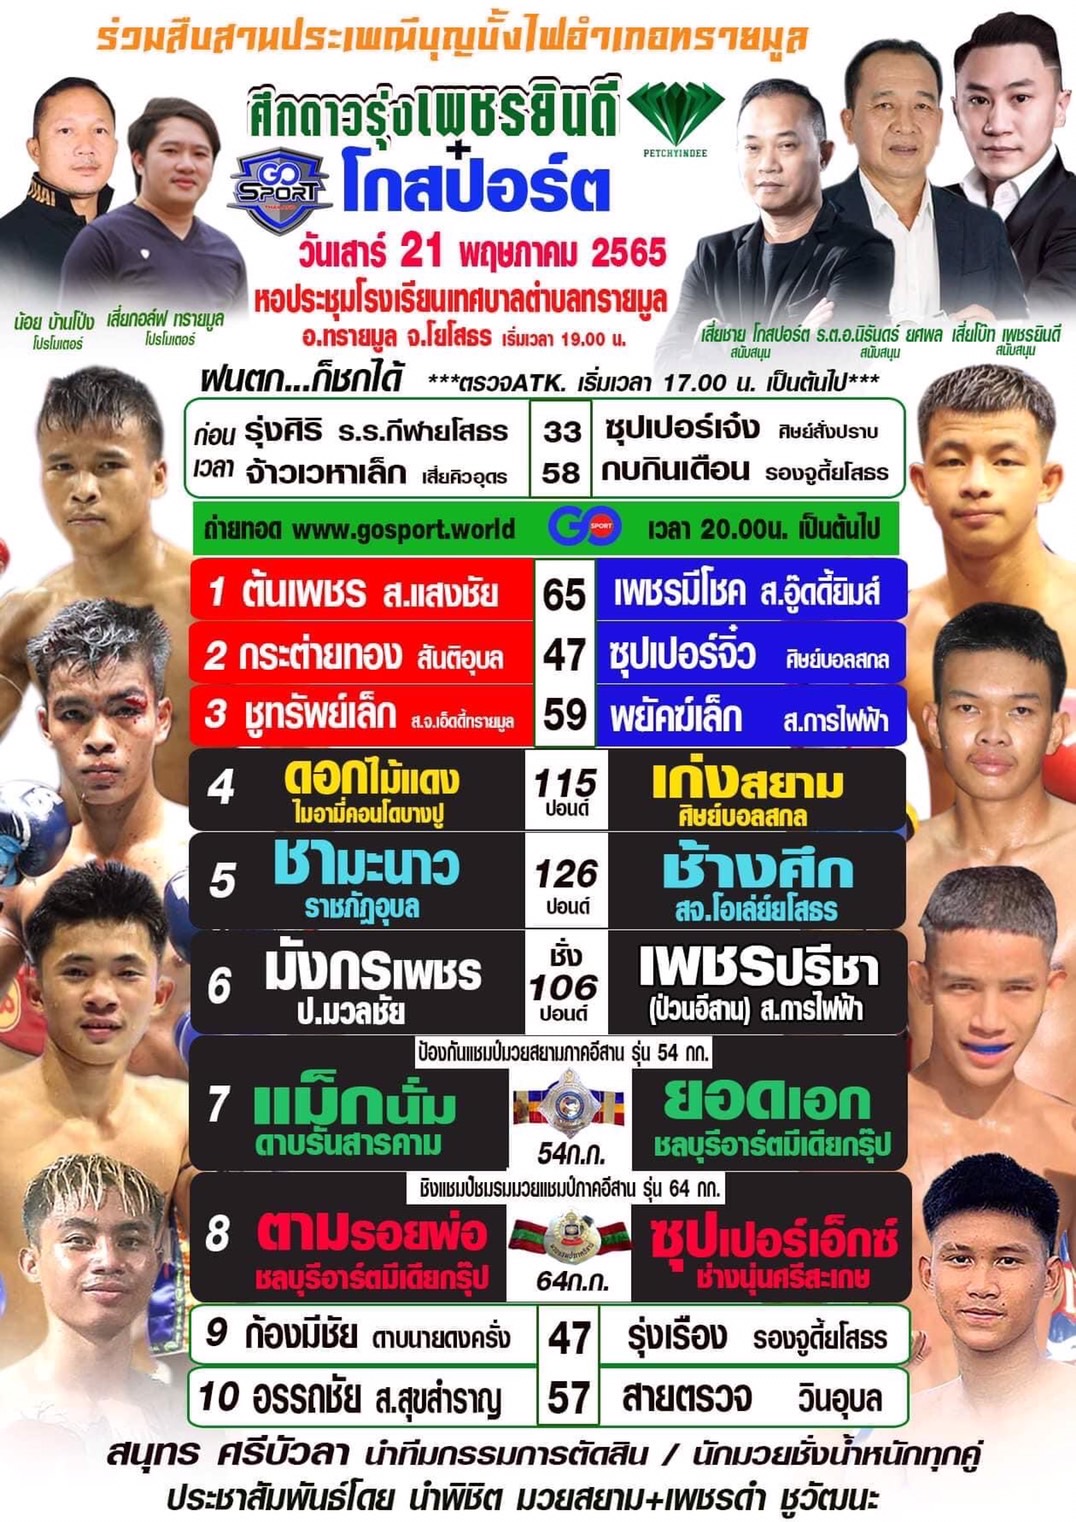 ร่วมสืบสานประเพณีบุญบั้งไฟอำเภอทรายมูล
ศึกดาวรุ่งเพชรยินดี
PETCHYINDEE
+
GO SPORT THAILAND
โกสปอร์ต
วันเสาร์ 21 พฤษภาคม 2565
หอประชุมโรงเรียนเทศบาลตำบลทรายมูล
อ.ทรายมูล จ.ยโสธร เริ่มเวลา 19.00 น.
น้อย บ้านโป่ง เสี่ยกอล์ฟ ทรายมูล
โปรโมเตอร์ โปรโมเตอร์
เสี่ยชาย โกสปอร์ต ร.ต.อ.นิรันดร์ ยศพล เสี่ยโบ๊ท เพชรยินดี
สนับสนุน สนับสนุน สนับสนุน
ฝนตก...ก็ชกได้ ***ตรวจATK. เริ่มเวลา 17.00 น. เป็นต้นไป***
ก่อน รุ่งศิริ ร.ร.กีฬายโสธร 33 ซุปเปอร์เจ๋ง ศิษย์สั่งปราบ
เวลา จ้าวเวหาเล็ก เสี่ยคิวอุดร 58 กบกินเดือน รองจูดี้ยโสธร
ถ่ายทอด www.gosport.world GO SPORT เวลา 20.00น. เป็นต้นไป
1 ต้นเพชร ส.แสงชัย 65 เพชรมีโชค ส.อู๊ดดี้ยิมส์
2 กระต่ายทอง สันติอุบล 47 ซุปเปอร์จิ๋ว ศิษย์บอลสกล
3 ชูทรัพย์เล็ก ส.จ.เอ็ดดี้ทรายมูล 59 พยัคฆ์เล็ก ส.การไฟฟ้า
4 ดอกไม้แดง 115 เก่งสยาม
ไมอามี่คอนโดบางปู ปอนด์ ศิษย์บอลสกล
5 ชามะนาว 126 ช้างศึก
ราชภัฏอุบล ปอนด์ สจ.โอเล่ย์ยโสธร
6 มังกรเพชร ชั่ง 106 เพชรปรีชา
ป.มวลชัย ปอนด์ (ป่วนอีสาน) ส.การไฟฟ้า
ป้องกันแชมป์มวยสยามภาคอีสาน รุ่น 54 กก.
7 แม็กนั่ม ยอดเอก
ดาบรันสารคาม 54ก.ก. ชลบุรีอาร์ตมีเดียกรุ๊ป
ชิงแชมป์ชมรมมวยแชมป์ภาคอีสาน รุ่น 64 กก.
8 ตามรอยพ่อ ซุปเปอร์เอ็กซ์
ชลบุรีอาร์ตมีเดียกรุ๊ป 64ก.ก. ช่างนุ่นศรีสะเกษ
9 ก้องมีชัย ดาบนายดงครั่ง 47 รุ่งเรือง รองจูดี้ยโสธร
10 อรรถชัย ส.สุขสำราญ 57 สายตรวจ วินอุบล
สนุทร ศรีบัวลา นำทีมกรรมการตัดสิน / นักมวยชั่งน้ำหนักทุกคู่
ประชาสัมพันธ์โดย นำพิชิต มวยสยาม+เพชรดำ ชูวัฒนะ